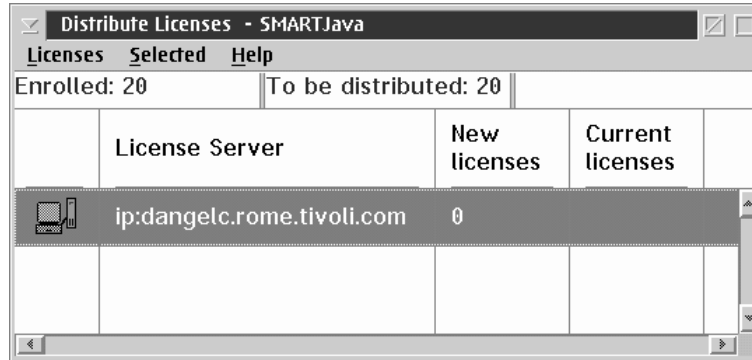 Distribute Licenses - SMARTJava
Licenses Selected Help
Enrolled: 20 To be distributed: 20
License Server New licenses Current licenses
ip:dangelc.rome.tivoli.com 0